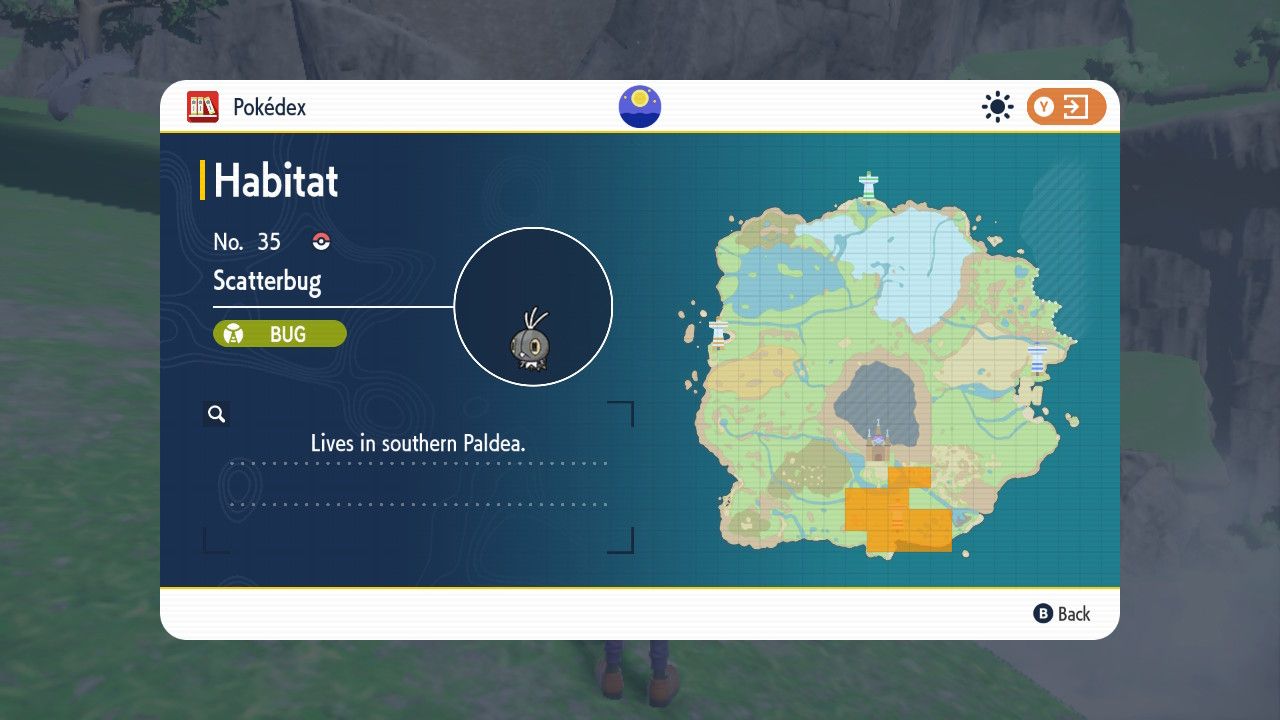 Pokédex
Y
Habitat
No. 35
Scatterbug
BUG
Lives in southern Paldea.
B Back